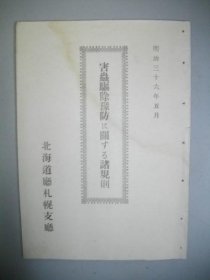 明治三十六年五月
害蟲驅除豫防ニ關する諸規則
北海道廳札幌支廳